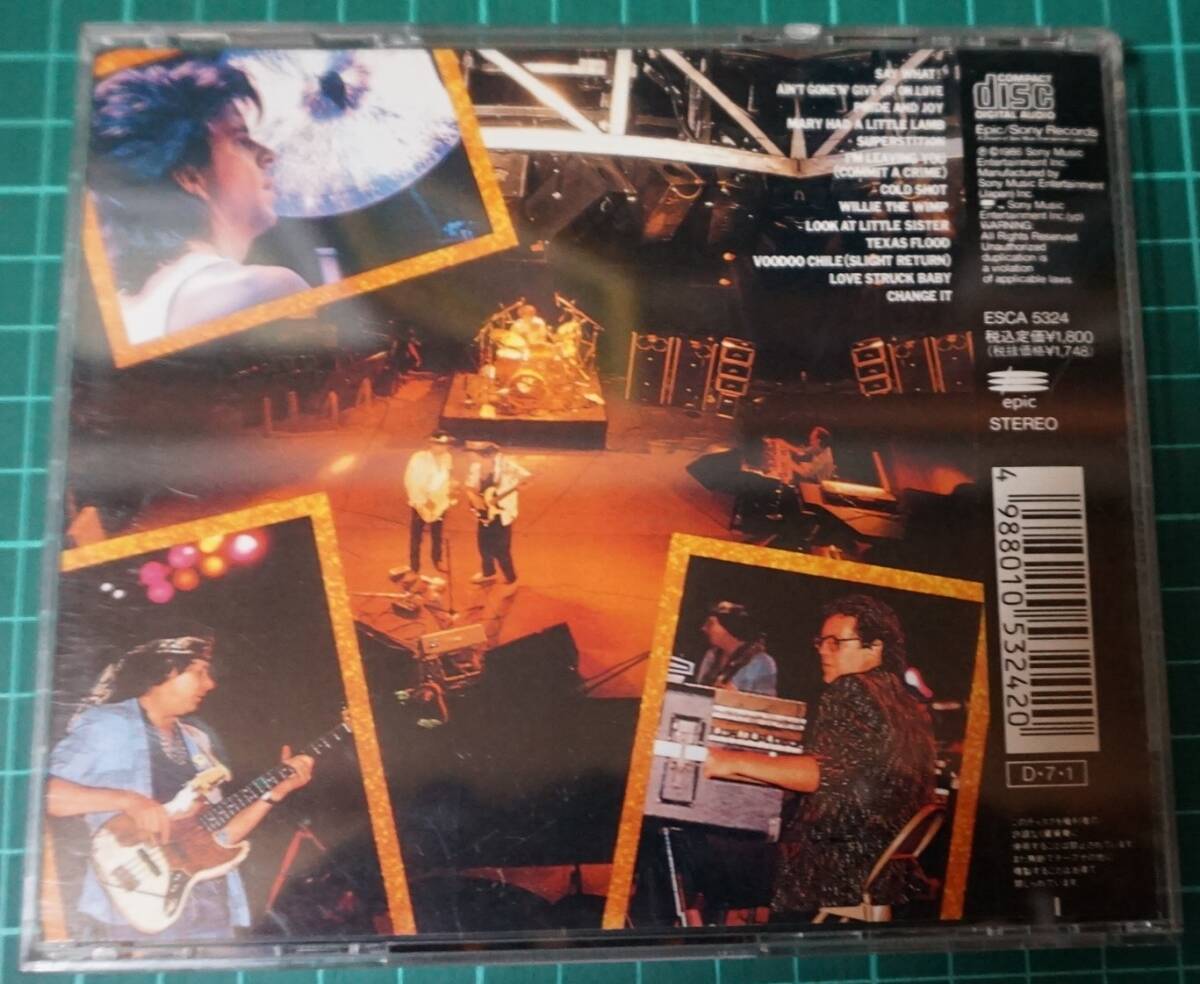 SAY WHAT!
AIN'T GONE 'N' GIVE UP ON LOVE
PRIDE AND JOY
MARY HAD A LITTLE LAMB
SUPERSTITION
I'M LEAVING YOU
(COMMIT A CRIME)
COLD SHOT
WILLIE THE WIMP
LOOK AT LITTLE SISTER
TEXAS FLOOD
VOODOO CHILE (SLIGHT RETURN)
LOVE STRUCK BABY
CHANGE IT
COMPACT
disc
DIGITAL AUDIO
Epic/Sony Records
℗©1986 Sony Music
Entertainment Inc.
Manufactured by
Sony Music Entertainment
(Japan) Inc.
Sony Music
Entertainment Inc.
WARNING:
All Rights Reserved.
Unauthorized
duplication is
a violation
of applicable laws.
ESCA 5324
税込定価¥1,800
(税抜価格¥1,748)
epic
STEREO
4 988010 532420
D・7・1